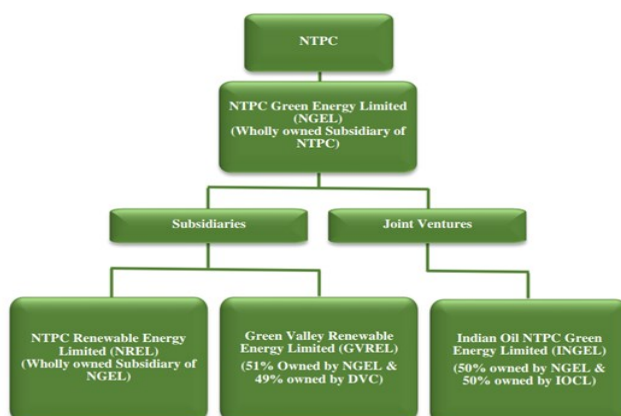 NTPC
NTPC Green Energy Limited
(NGEL)
(Wholly owned Subsidiary of
NTPC)
Subsidiaries
Joint Ventures
NTPC Renewable Energy
Limited (NREL)
(Wholly owned Subsidiary of
NGEL)
Green Valley Renewable
Energy Limited (GVREL)
(51% Owned by NGEL &
49% owned by DVC)
Indian Oil NTPC Green
Energy Limited (INGEL)
(50% owned by NGEL &
50% owned by IOCL)